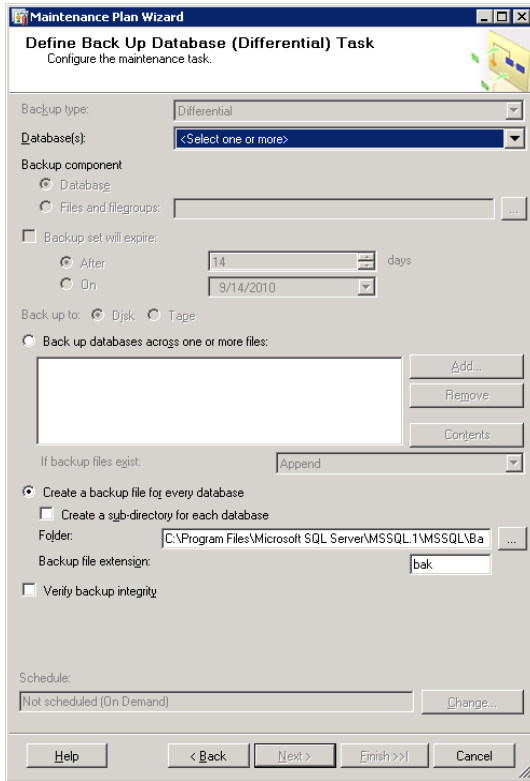 Maintenance Plan Wizard
Define Back Up Database (Differential) Task
Configure the maintenance task.
Backup type: Differential
Database(s): <Select one or more>
Backup component
Database
Files and filegroups: ...
Backup set will expire:
After 14 days
On 9/14/2010
Back up to: Disk Tape
Back up databases across one or more files:
Add...
Remove
Contents
If backup files exist: Append
Create a backup file for every database
Create a sub-directory for each database
Folder: C:\Program Files\Microsoft SQL Server\MSSQL.1\MSSQL\Ba ...
Backup file extension: bak
Verify backup integrity
Schedule:
Not scheduled (On Demand) Change...
Help < Back Next > Finish >>| Cancel